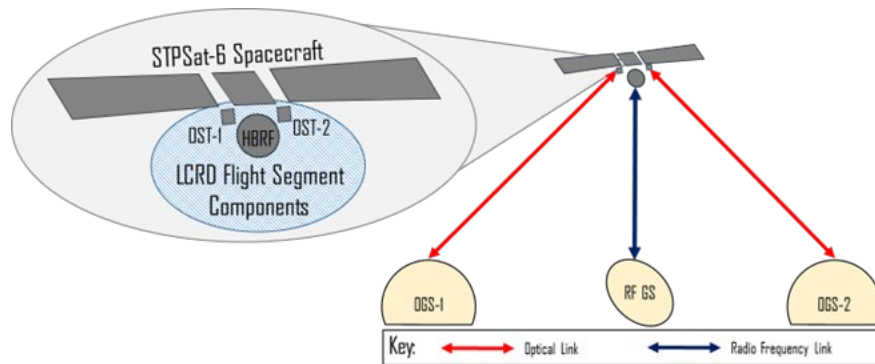 STPSat-6 Spacecraft
OST-1
HBRF
OST-2
LCRD Flight Segment
Components
OGS-1
RF GS
OGS-2
Key:
Optical Link
Radio Frequency Link